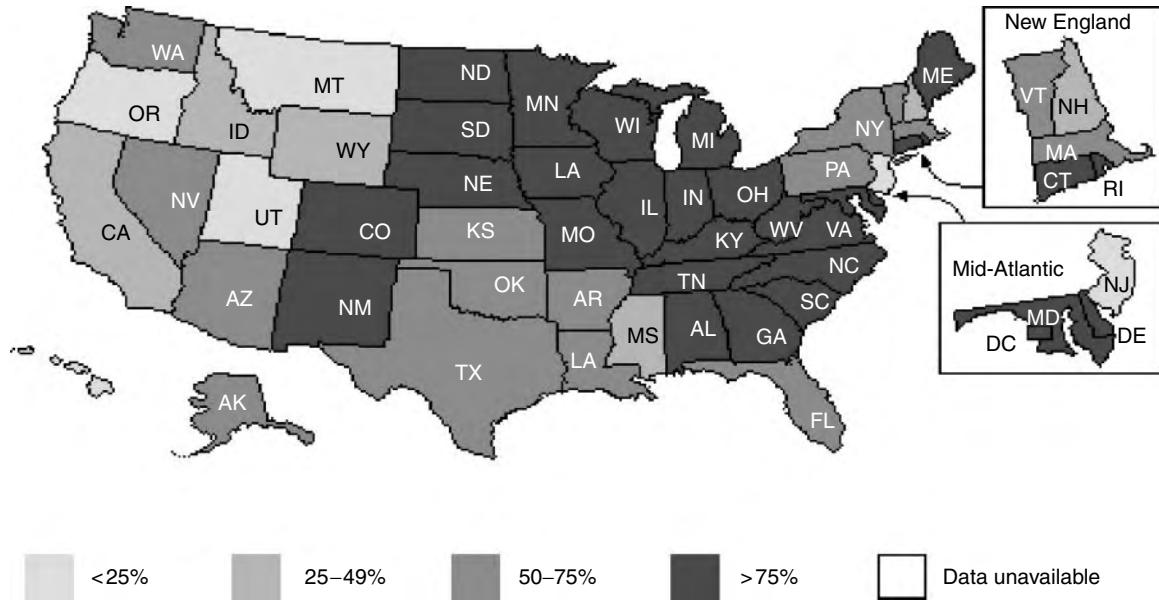 New England
WA
MT
ND
MN
ME
VT
NH
OR
ID
SD
WI
MI
NY
WY
MA
NE
LA
PA
CT
RI
NV
UT
CO
IL
IN
OH
CA
KS
MO
KY
WV
VA
AZ
NM
OK
AR
TN
NC
Mid-Atlantic
NJ
SC
MS
AL
GA
MD
DC
DE
TX
LA
AK
FL
<25%
25–49%
50–75%
>75%
Data unavailable